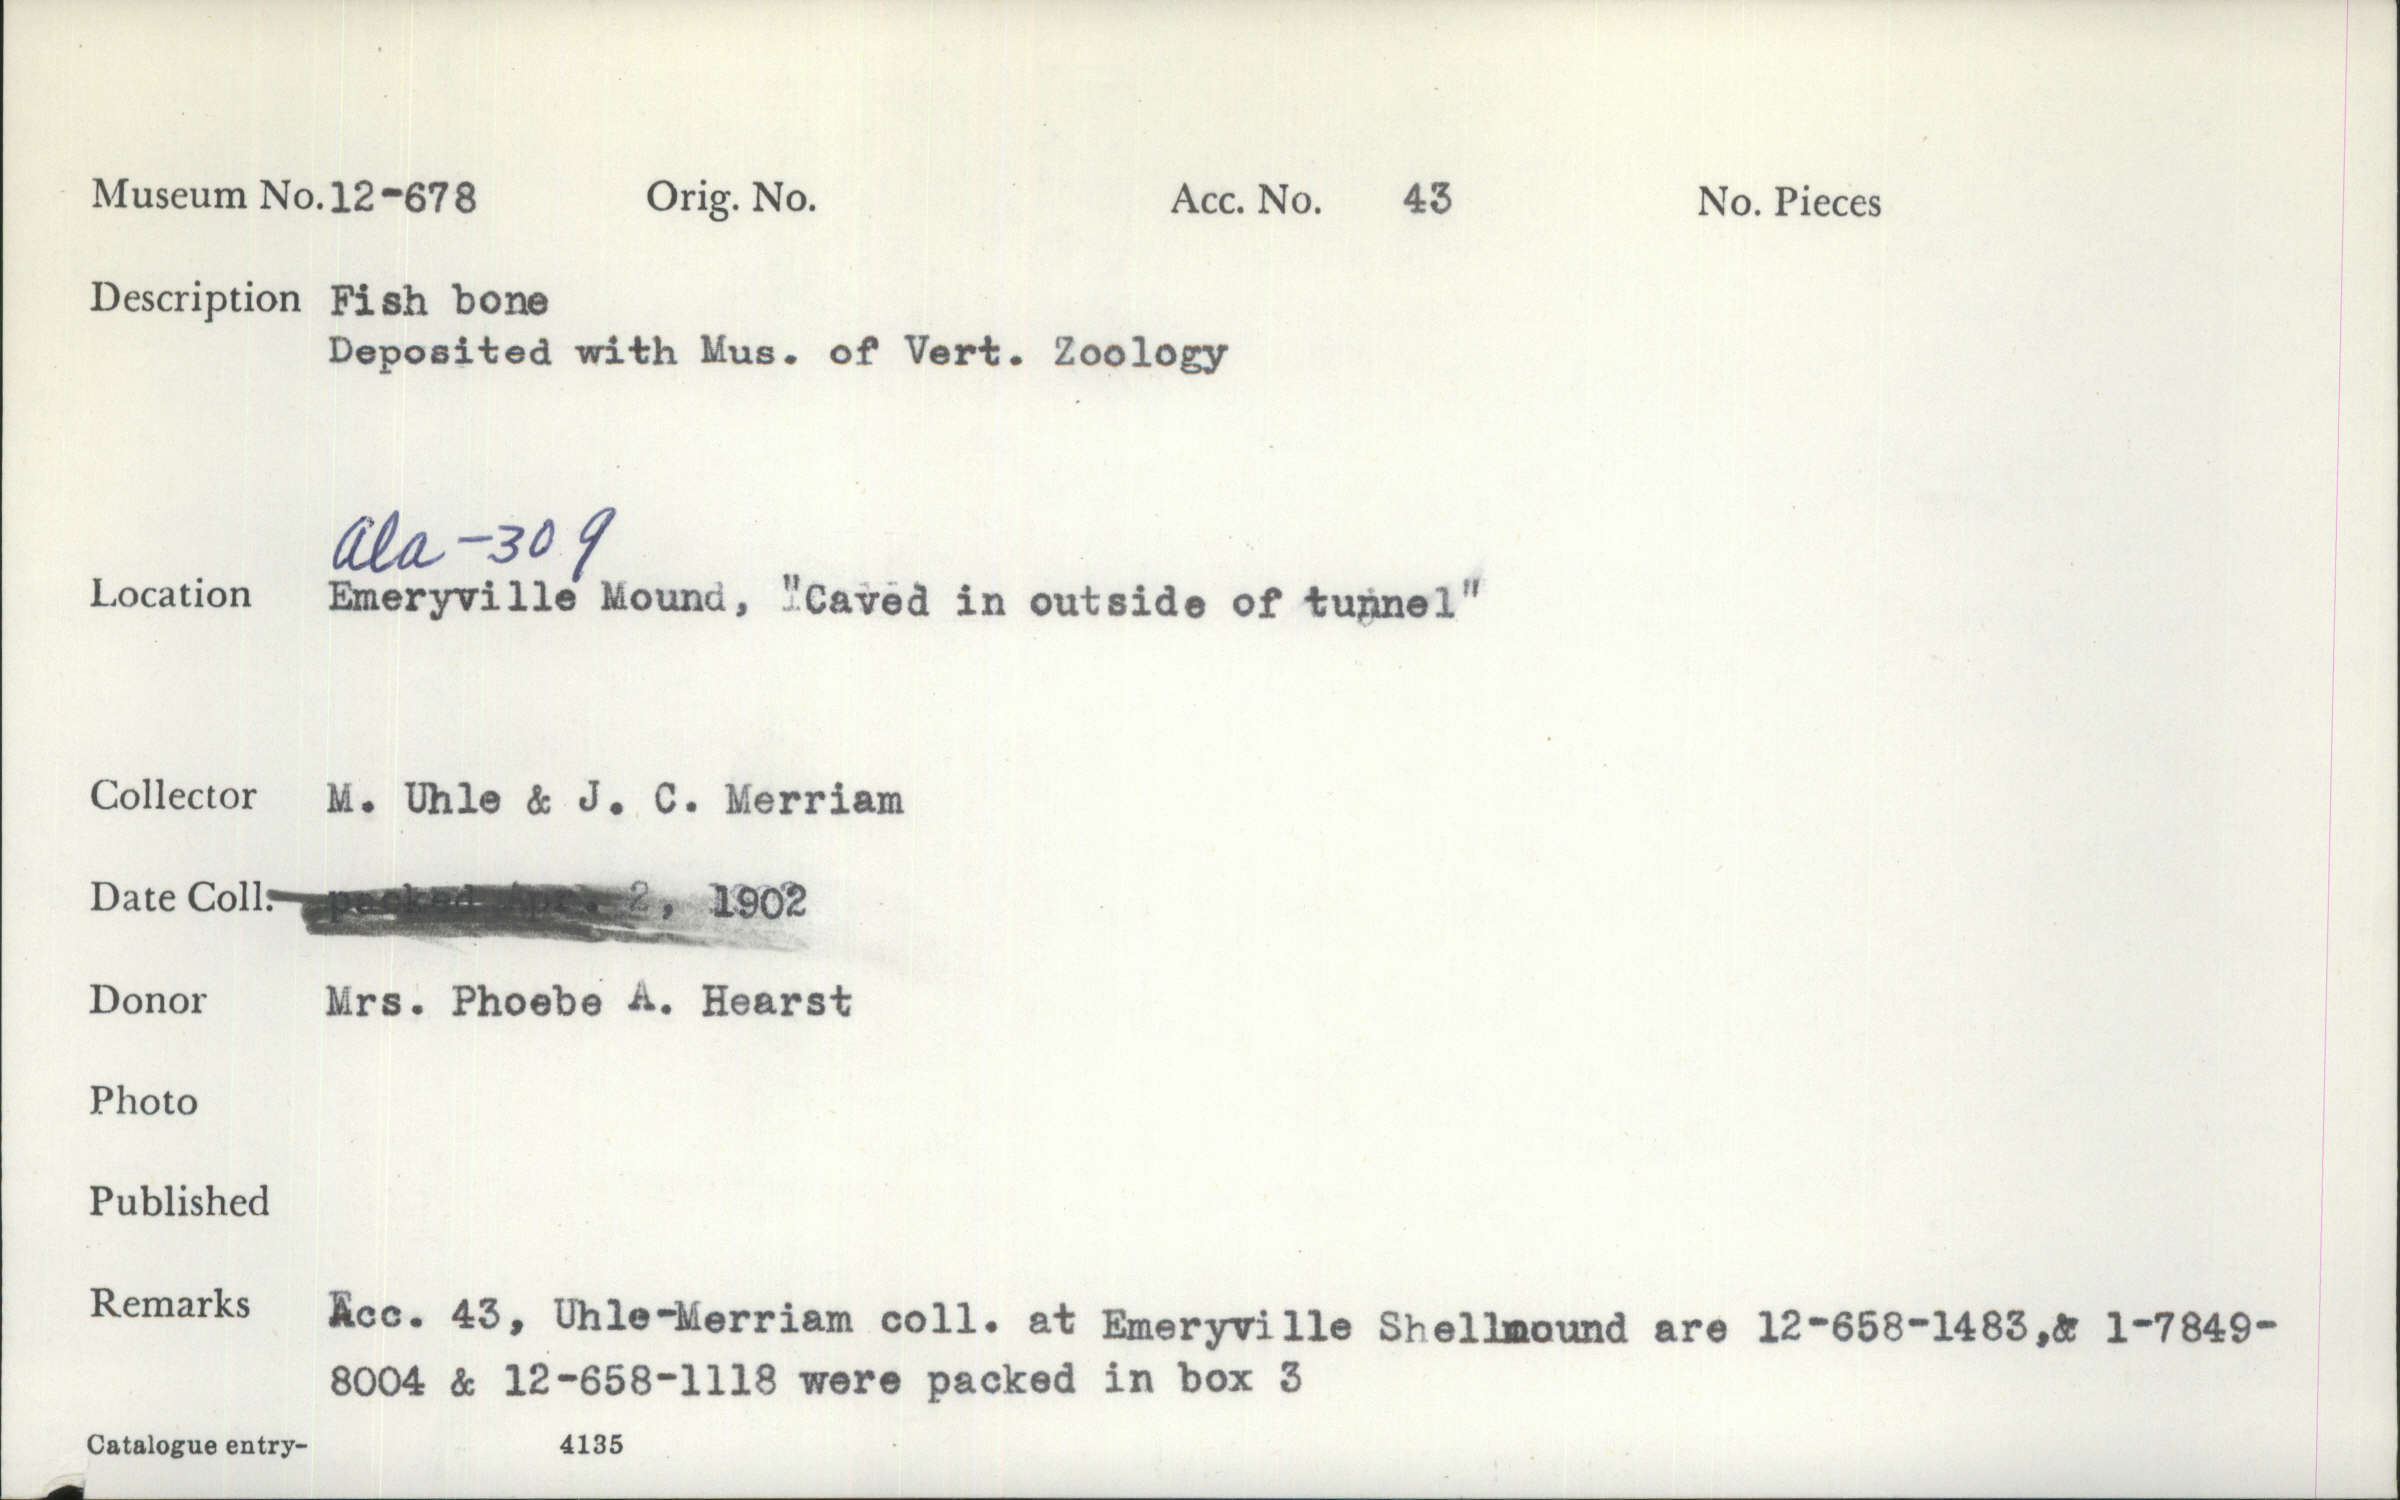 Museum No. 12-678 Orig. No. Acc. No. 43 No. Pieces
Description Fish bone
Deposited with Mus. of Vert. Zoology
Ala-309
Location Emeryville Mound, "Caved in outside of tunnel"
Collector M. Uhle & J. C. Merriam
Date Coll. packed Apr. 2, 1902
Donor Mrs. Phoebe A. Hearst
Photo
Published
Remarks Acc. 43, Uhle-Merriam coll. at Emeryville Shellmound are 12-658-1483,& 1-7849-
8004 & 12-658-1118 were packed in box 3
Catalogue entry- 4135